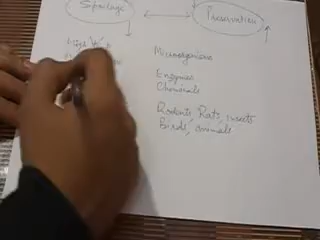 Spoilage Preservation
Microorganisms
Enzymes
Chemicals
Rodents, Rats, insects
Birds, animals